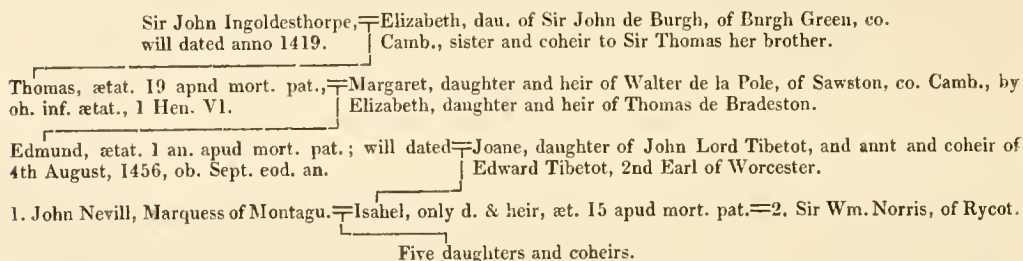 Sir John Ingoldesthorpe,╤Elizabeth, dau. of Sir John de Burgh, of Bnrgh Green, co.
will dated anno 1419. Camb., sister and coheir to Sir Thomas her brother.
Thomas, ætat. 19 apnd mort. pat.,╤Margaret, daughter and heir of Walter de la Pole, of Sawston, co. Camb., by
oh. inf. ætat., 1 Hen. VI. Elizabeth, daughter and heir of Thomas de Bradeston.
Edmund, ætat. 1 an. apud mort. pat.; will dated╤Joane, daughter of John Lord Tibetot, and annt and coheir of
4th August, 1456, ob. Sept. eod. an. Edward Tibetot, 2nd Earl of Worcester.
1. John Nevill, Marquess of Montagu.╤Isahel, only d. & heir, æt. 15 apud mort. pat.=2. Sir Wm. Norris, of Rycot.
Five daughters and coheirs.